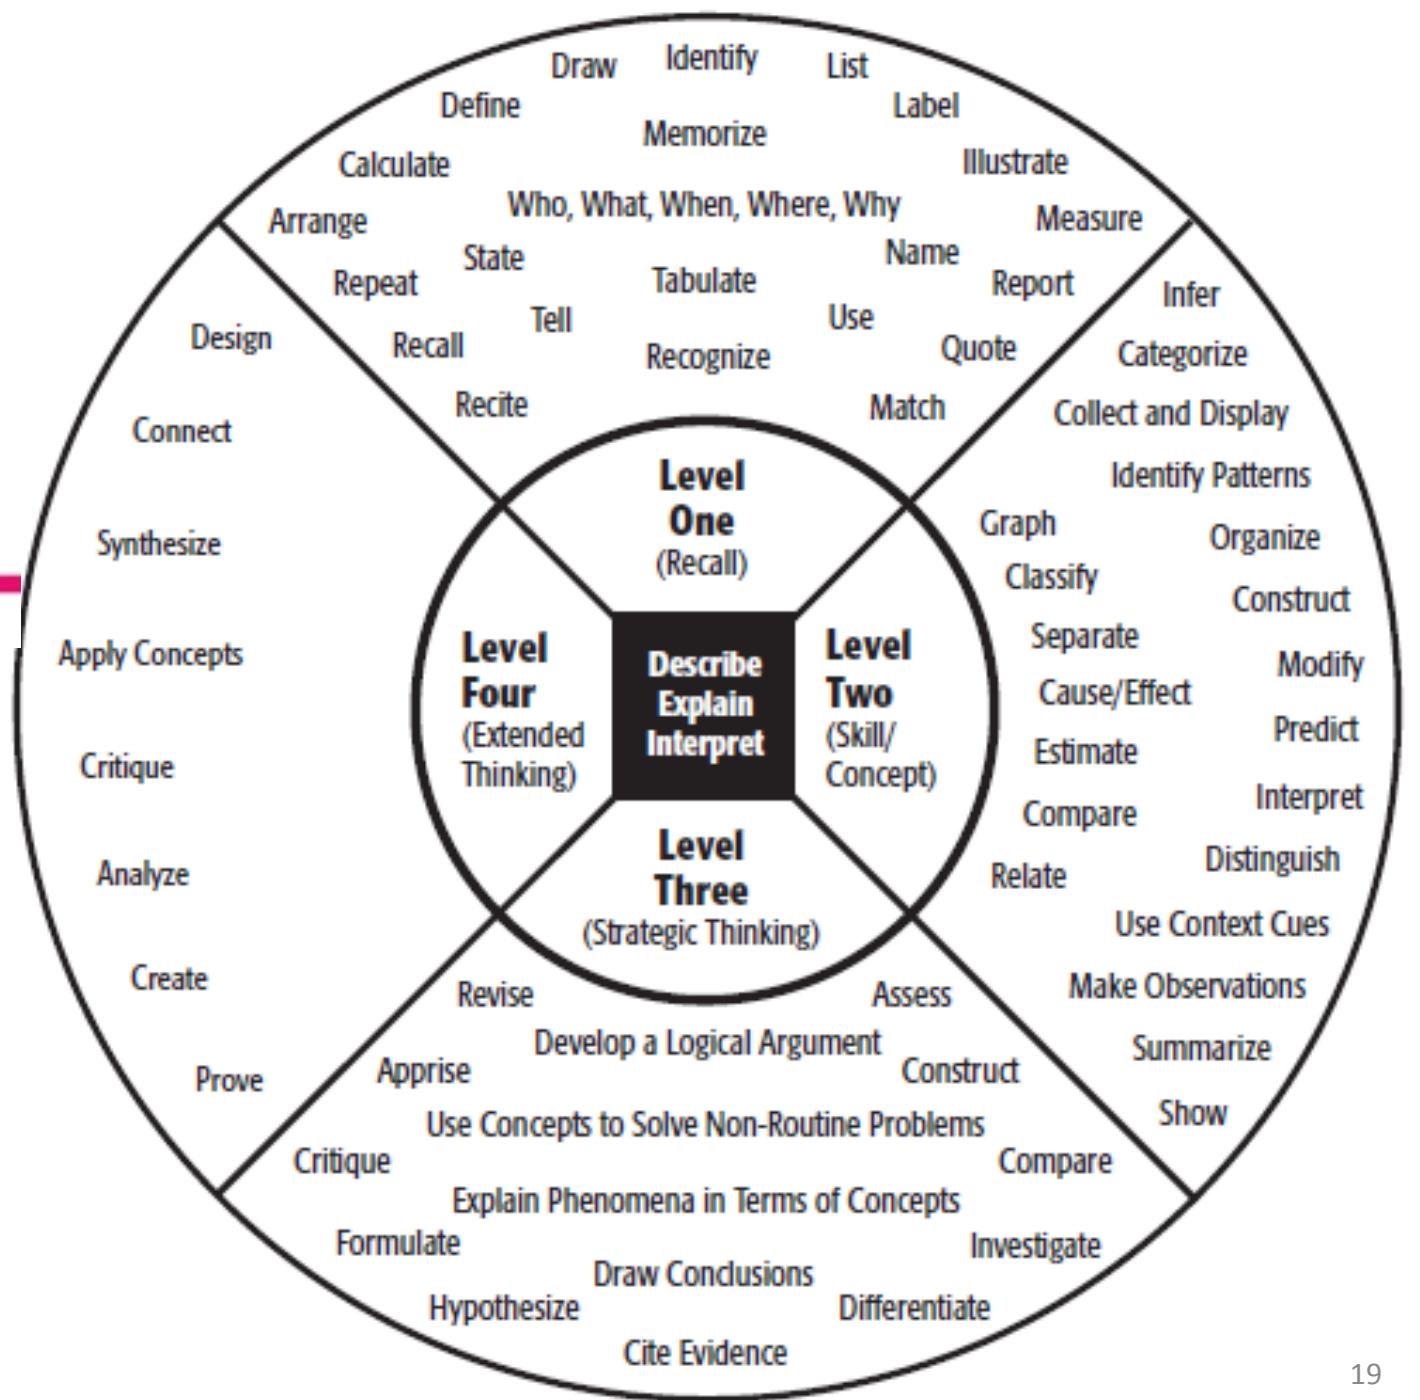 Draw
Identify
List
Define
Label
Memorize
Calculate
Illustrate
Who, What, When, Where, Why
Arrange
Measure
State
Name
Repeat
Tabulate
Report
Tell
Use
Recall
Recognize
Quote
Recite
Match
Level
One
(Recall)
Infer
Categorize
Collect and Display
Identify Patterns
Graph
Organize
Classify
Construct
Separate
Modify
Cause/Effect
Predict
Estimate
Interpret
Compare
Distinguish
Relate
Use Context Cues
Make Observations
Summarize
Show
Level
Two
(Skill/
Concept)
Describe
Explain
Interpret
Level
Four
(Extended
Thinking)
Design
Connect
Synthesize
Apply Concepts
Critique
Analyze
Create
Prove
Level
Three
(Strategic Thinking)
Revise
Assess
Develop a Logical Argument
Apprise
Construct
Use Concepts to Solve Non-Routine Problems
Critique
Compare
Explain Phenomena in Terms of Concepts
Formulate
Investigate
Draw Conclusions
Hypothesize
Differentiate
Cite Evidence
19